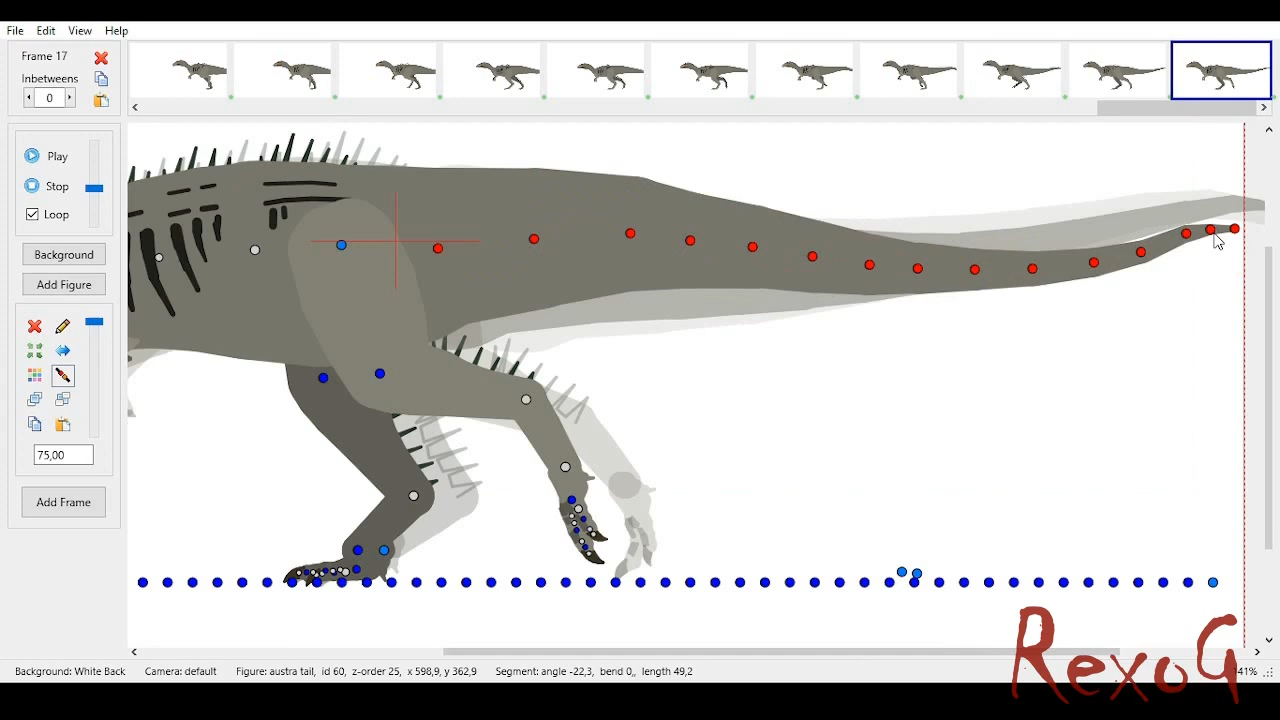 File Edit View Help
Frame 17
Inbetweens
0
Play
Stop
Loop
Background
Add Figure
75,00
Add Frame
RexoG
Background: White Back Camera: default Figure: austra tail, id 60, z-order 25, x 598,9 y 362,9 Segment: angle -22,3, bend 0,, length 49,2 141%